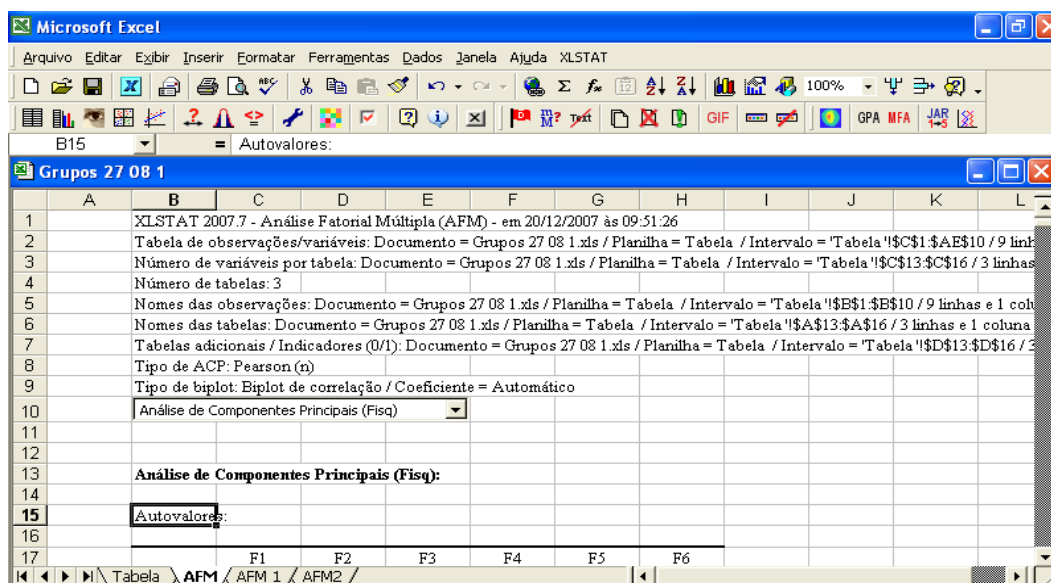 Microsoft Excel
Arquivo Editar Exibir Inserir Formatar Ferramentas Dados Janela Ajuda XLSTAT
100%
GIF GPA MFA JAR
B15 = Autovalores:
Grupos 27 08 1
A B C D E F G H I J K L
1 XLSTAT 2007.7 - Análise Fatorial Múltipla (AFM) - em 20/12/2007 às 09:51:26
2 Tabela de observações/variáveis: Documento = Grupos 27 08 1.xls / Planilha = Tabela / Intervalo = 'Tabela'!$C$1:$AE$10 / 9 linh
3 Número de variáveis por tabela: Documento = Grupos 27 08 1.xls / Planilha = Tabela / Intervalo = 'Tabela'!$C$13:$C$16 / 3 linhas
4 Número de tabelas: 3
5 Nomes das observações: Documento = Grupos 27 08 1.xls / Planilha = Tabela / Intervalo = 'Tabela'!$B$1:$B$10 / 9 linhas e 1 colu
6 Nomes das tabelas: Documento = Grupos 27 08 1.xls / Planilha = Tabela / Intervalo = 'Tabela'!$A$13:$A$16 / 3 linhas e 1 coluna
7 Tabelas adicionais / Indicadores (0/1): Documento = Grupos 27 08 1.xls / Planilha = Tabela / Intervalo = 'Tabela'!$D$13:$D$16 / 3
8 Tipo de ACP: Pearson (n)
9 Tipo de biplot: Biplot de correlação / Coeficiente = Automático
10 Análise de Componentes Principais (Fisq)
11
12
13 Análise de Componentes Principais (Fisq):
14
15 Autovalores:
16
17 F1 F2 F3 F4 F5 F6
Tabela AFM AFM 1 AFM2